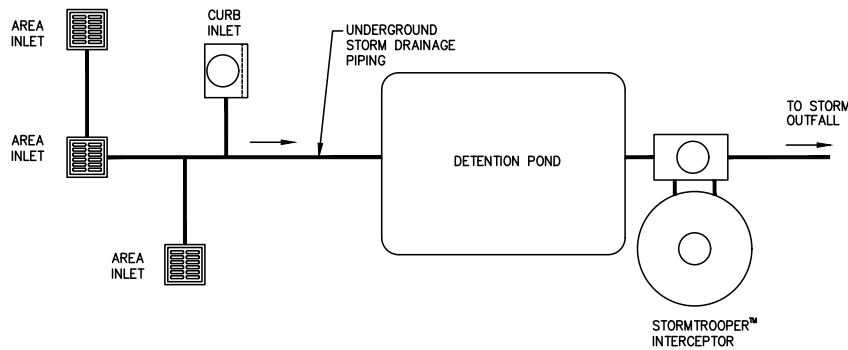 AREA
INLET
CURB
INLET
UNDERGROUND
STORM DRAINAGE
PIPING
AREA
INLET
DETENTION POND
TO STORM
OUTFALL
AREA
INLET
STORMTROOPER™
INTERCEPTOR